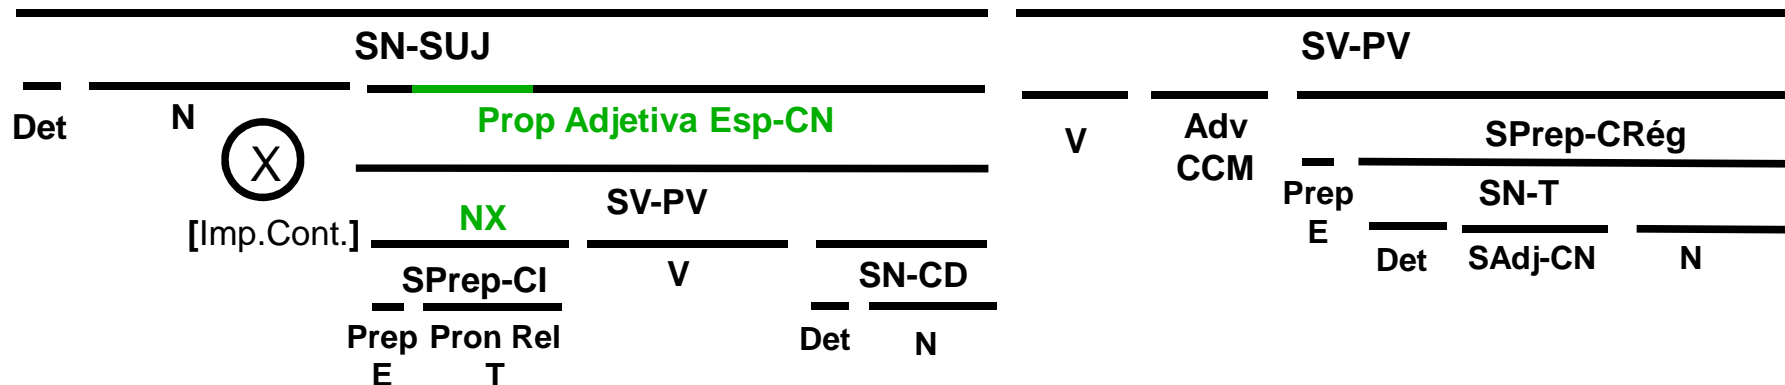 SN-SUJ SV-PV
Det N Prop Adjetiva Esp-CN V Adv CCM SPrep-CRég
X
[Imp.Cont.] NX SV-PV Prep E SN-T
SPrep-CI V SN-CD Det SAdj-CN N
Prep E Pron Rel T Det N